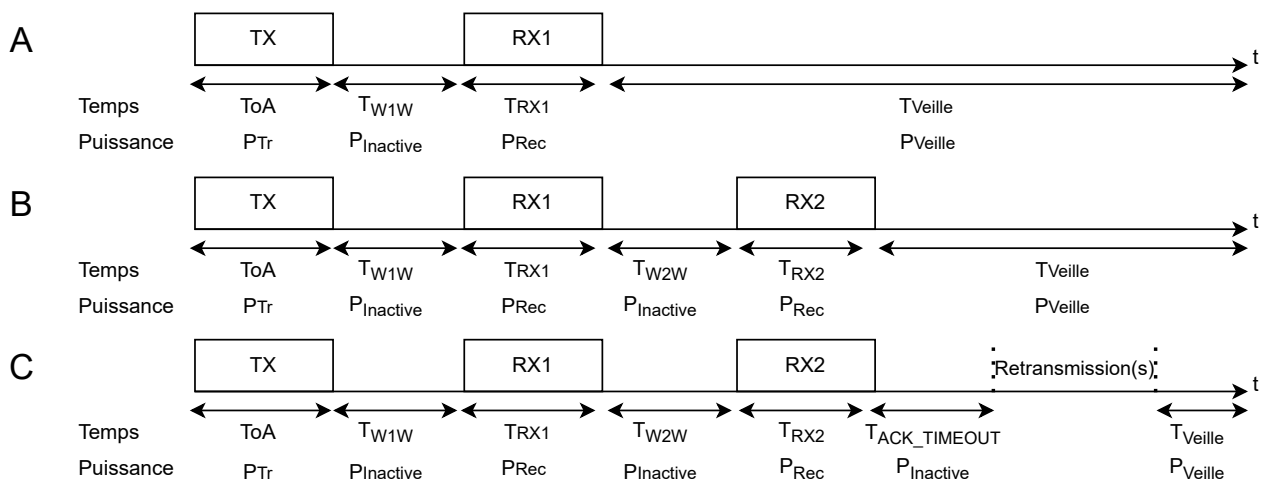 A TX RX1 t
Temps ToA TW1W TRX1 TVeille
Puissance PTr PInactive PRec PVeille
B TX RX1 RX2 t
Temps ToA TW1W TRX1 TW2W TRX2 TVeille
Puissance PTr PInactive PRec PInactive PRec PVeille
C TX RX1 RX2 Retransmission(s) t
Temps ToA TW1W TRX1 TW2W TRX2 TACK_TIMEOUT TVeille
Puissance PTr PInactive PRec PInactive PRec PInactive PVeille